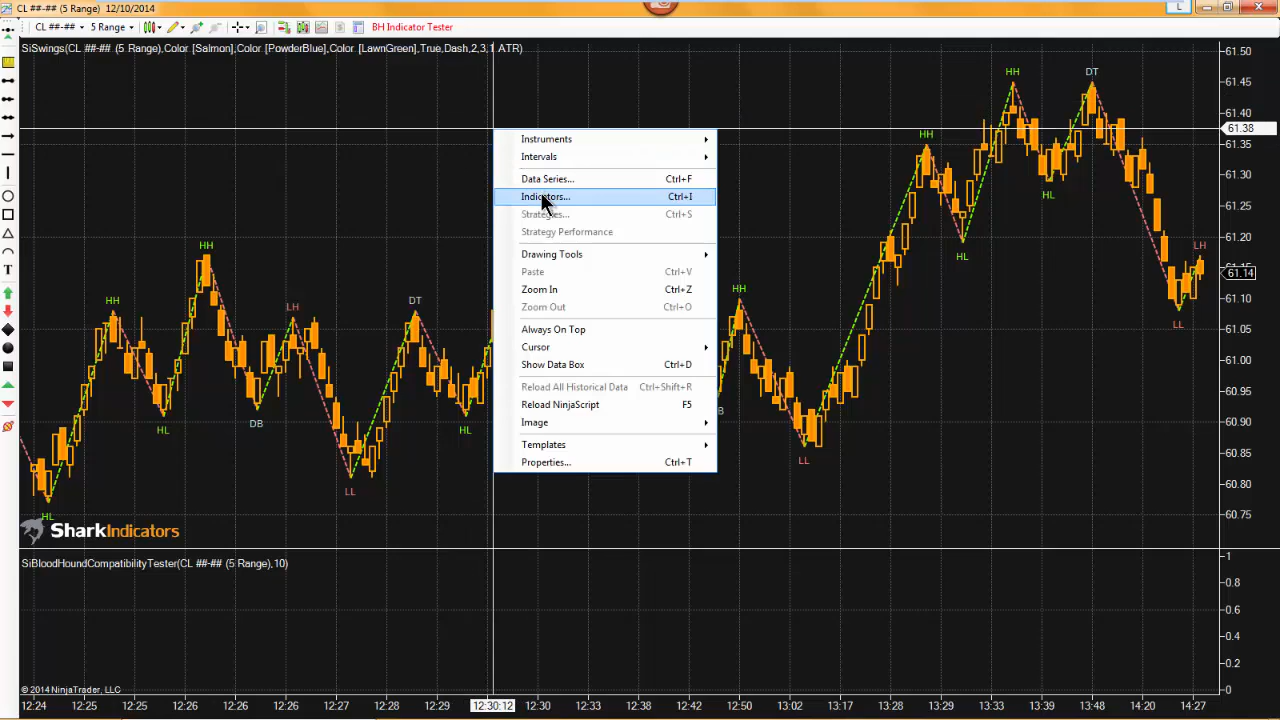 CL ##-## (5 Range) 12/10/2014
L
CL ##-## 5 Range BH Indicator Tester
SiSwings(CL ##-## (5 Range),Color [Salmon],Color [PowderBlue],Color [LawnGreen],True,Dash,2,3,1 ATR)
61.50
HH DT
61.45
61.40
61.38
HH
61.35
61.30
HL
61.25
61.20
HH LH
HL
61.14
61.10
HH
HH LH DT
LL
61.05
61.00
60.95
DB
HL DB HL
60.90
60.85
LL
60.80
LL
60.75
HL
Instruments
Intervals
Data Series... Ctrl+F
Indicators... Ctrl+I
Strategies... Ctrl+S
Strategy Performance
Drawing Tools
Paste Ctrl+V
Zoom In Ctrl+Z
Zoom Out Ctrl+O
Always On Top
Cursor
Show Data Box Ctrl+D
Reload All Historical Data Ctrl+Shift+R
Reload NinjaScript F5
Image
Templates
Properties... Ctrl+T
T
SharkIndicators
SiBloodHoundCompatibilityTester(CL ##-## (5 Range),10)
1
0.8
0.6
0.4
0.2
0
© 2014 NinjaTrader, LLC
12:24 12:25 12:25 12:26 12:26 12:26 12:27 12:28 12:29 12:30:12 12:30 12:33 12:38 12:42 12:50 13:02 13:17 13:28 13:29 13:33 13:39 13:48 14:20 14:27